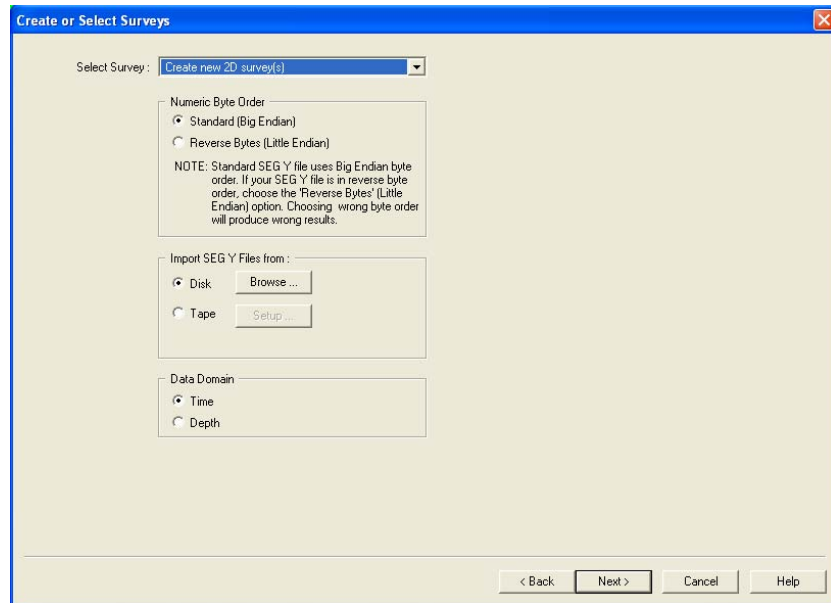 Create or Select Surveys
Select Survey : Create new 2D survey(s)
Numeric Byte Order
Standard (Big Endian)
Reverse Bytes (Little Endian)
NOTE: Standard SEG Y file uses Big Endian byte
order. If your SEG Y file is in reverse byte
order, choose the 'Reverse Bytes' (Little
Endian) option. Choosing wrong byte order
will produce wrong results.
Import SEG Y Files from :
Disk Browse ...
Tape Setup ...
Data Domain
Time
Depth
< Back Next > Cancel Help